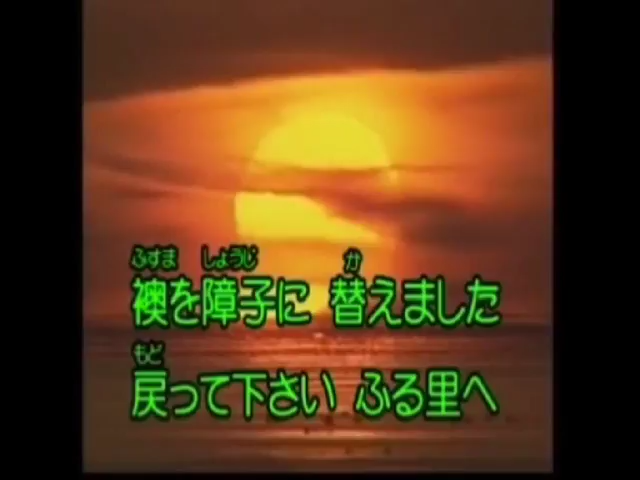 ふすま しょうじ か
襖を障子に 替えました
もど
戻って下さい ふる里へ